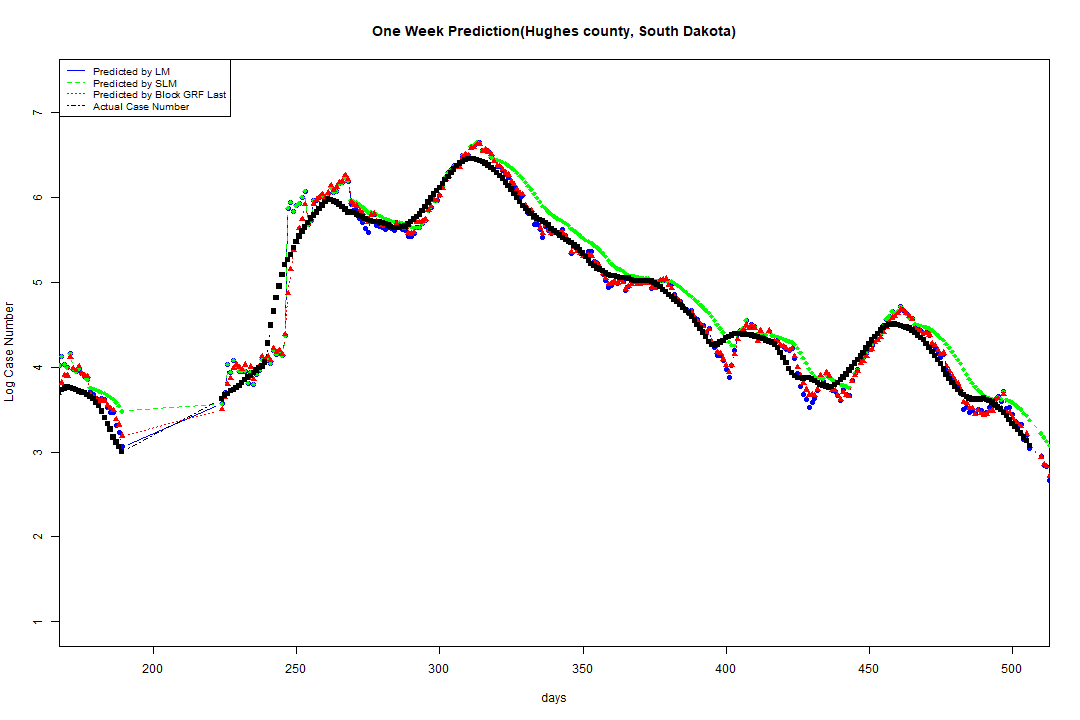 One Week Prediction(Hughes county, South Dakota)
Predicted by LM
Predicted by SLM
Predicted by Block GRF Last
Actual Case Number
Log Case Number
7
6
5
4
3
2
1
200 250 300 350 400 450 500
days